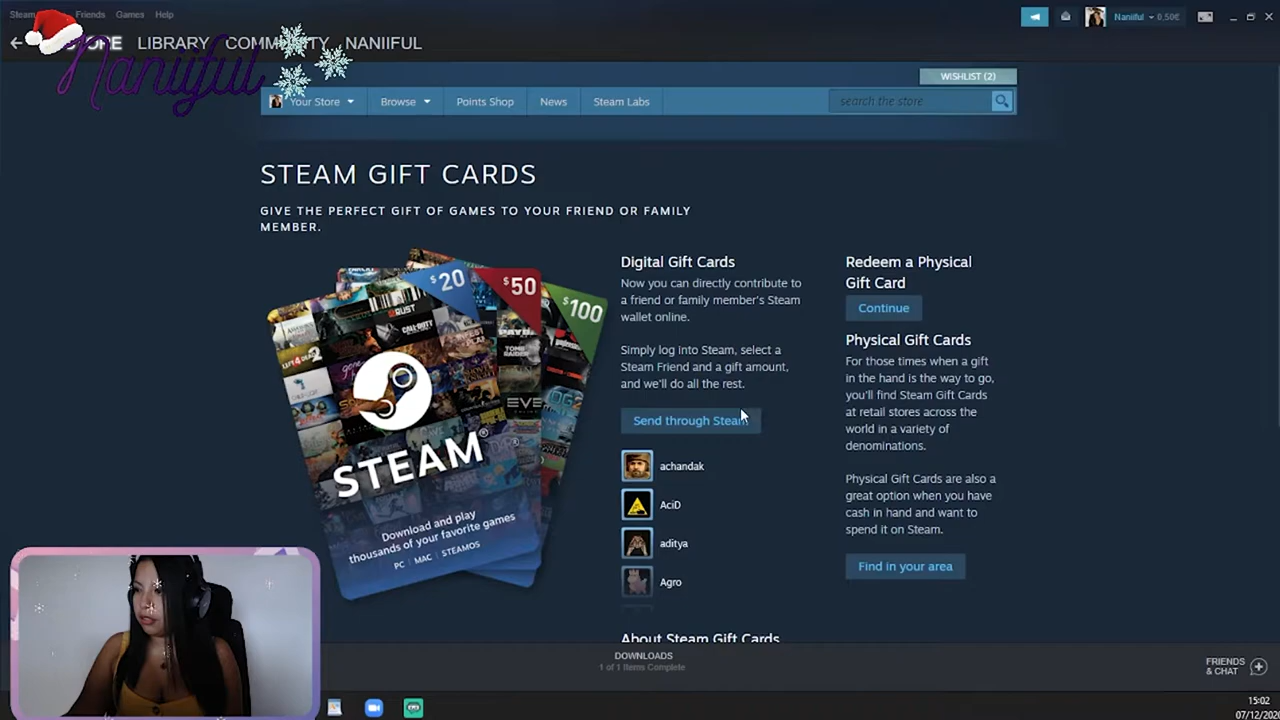 Friends Games Help
Naniiful 0,50€
LIBRARY COMMUNITY NANIIFUL
Naniiful
WISHLIST (2)
Your Store Browse Points Shop News Steam Labs search the store
STEAM GIFT CARDS
GIVE THE PERFECT GIFT OF GAMES TO YOUR FRIEND OR FAMILY
MEMBER.
$20 $50 $100
STEAM®
Download and play
thousands of your favorite games
PC | MAC | STEAMOS
Digital Gift Cards
Now you can directly contribute to
a friend or family member's Steam
wallet online.
Simply log into Steam, select a
Steam Friend and a gift amount,
and we'll do all the rest.
Send through Steam
achandak
AciD
aditya
Agro
About Steam Gift Cards
Redeem a Physical
Gift Card
Continue
Physical Gift Cards
For those times when a gift
in the hand is the way to go,
you'll find Steam Gift Cards
at retail stores across the
world in a variety of
denominations.
Physical Gift Cards are also a
great option when you have
cash in hand and want to
spend it on Steam.
Find in your area
DOWNLOADS
1 of 1 Items Complete
FRIENDS
& CHAT
15:02
07/12/202